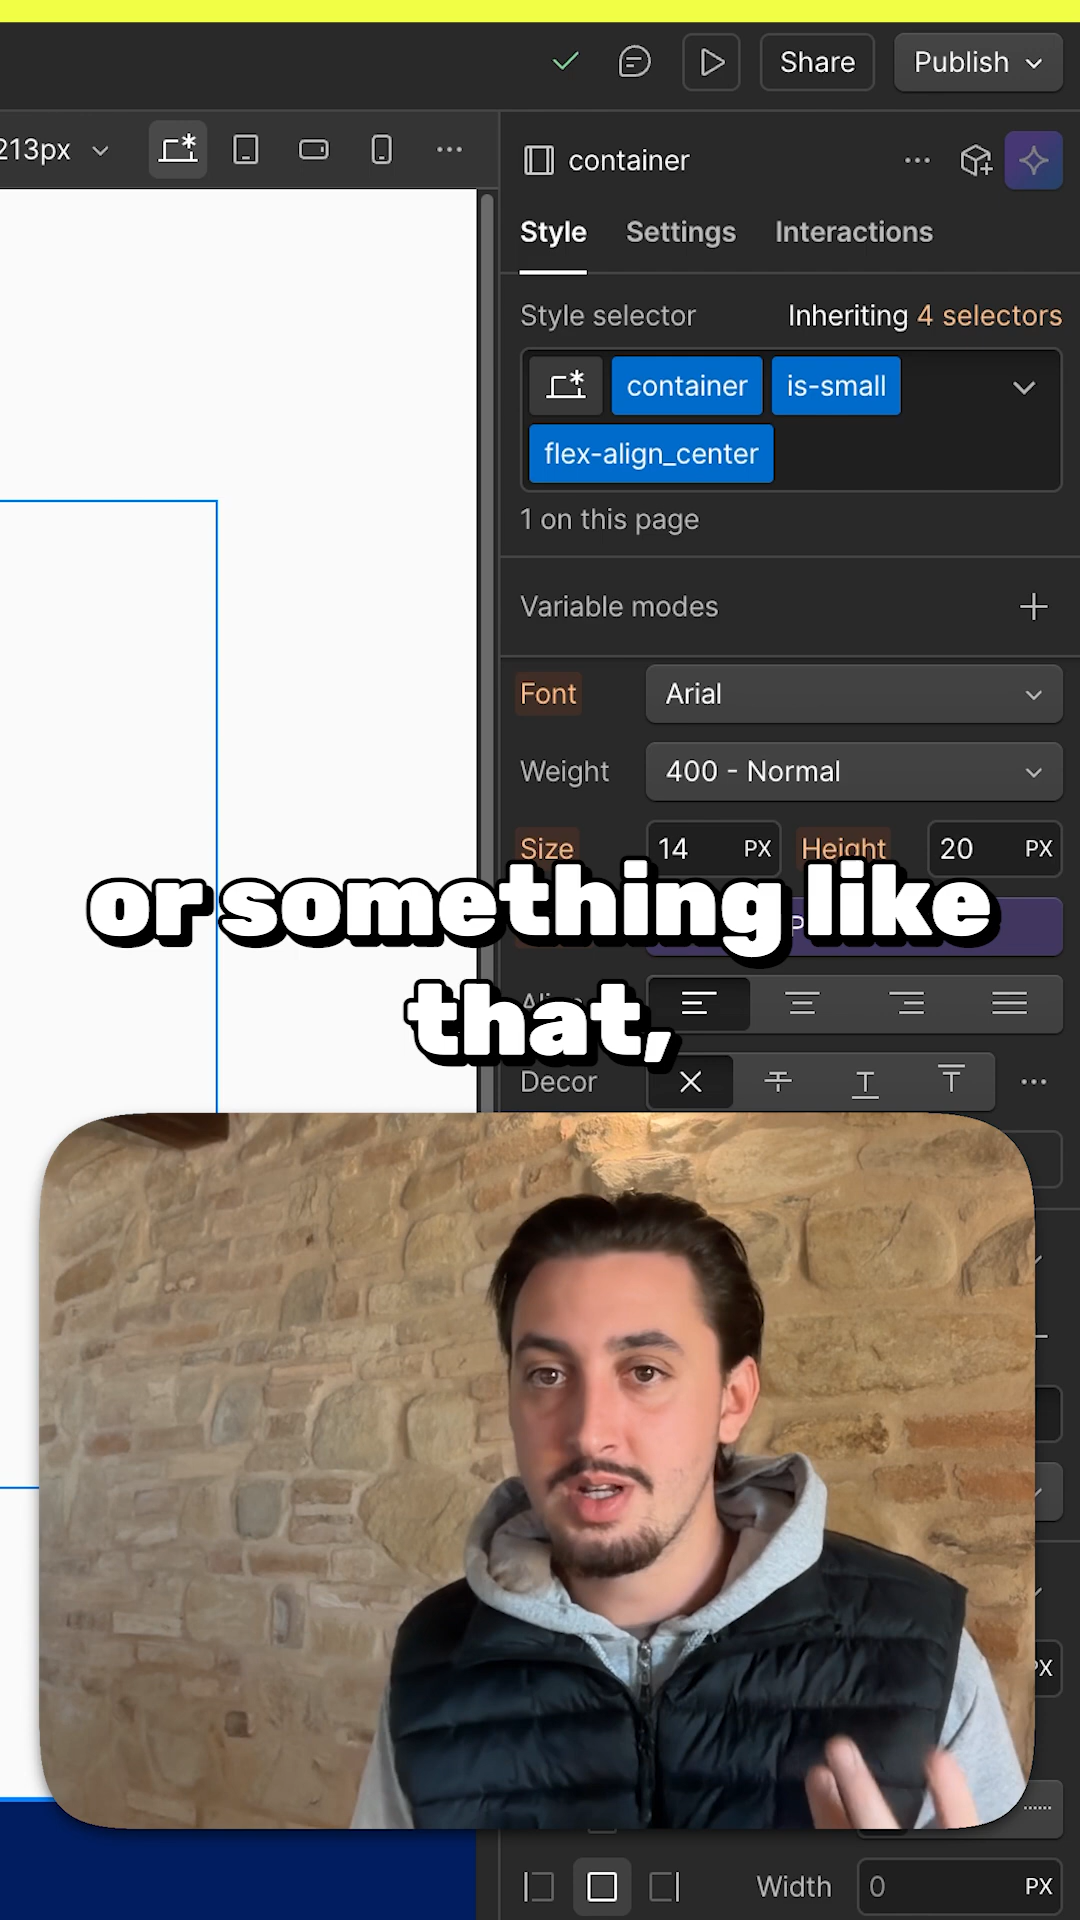 Share
Publish
213px
container
Style Settings Interactions
Style selector
Inheriting 4 selectors
container
is-small
flex-align_center
1 on this page
Variable modes
Font
Arial
Weight
400 - Normal
Size
14 PX
Height
20 PX
or something like
that,
Decor
Width
0 PX